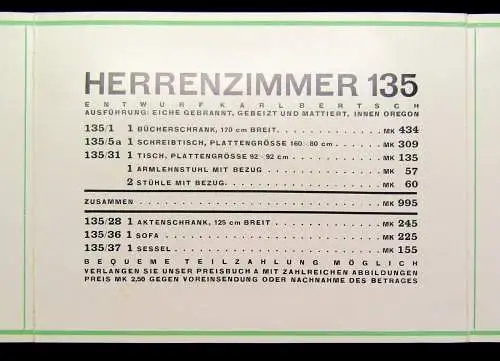 HERRENZIMMER 135
ENTWURF KARL BERTSCH
AUSFÜHRUNG: EICHE GEBRANNT, GEBEIZT UND MATTIERT, INNEN OREGON
135/1 1 BÜCHERSCHRANK, 170 cm BREIT. MK 434
135/5a 1 SCHREIBTISCH, PLATTENGRÖSSE 160×80 cm MK 309
135/31 1 TISCH, PLATTENGRÖSSE 92×92 cm MK 135
1 ARMLEHNSTUHL MIT BEZUG MK 57
2 STÜHLE MIT BEZUG. MK 60
ZUSAMMEN MK 995
135/28 1 AKTENSCHRANK, 125 cm BREIT MK 245
135/36 1 SOFA MK 225
135/37 1 SESSEL MK 155
BEQUEME TEILZAHLUNG MÖGLICH
VERLANGEN SIE UNSER PREISBUCH A MIT ZAHLREICHEN ABBILDUNGEN
PREIS MK 2,50 GEGEN VOREINSENDUNG ODER NACHNAHME DES BETRAGES